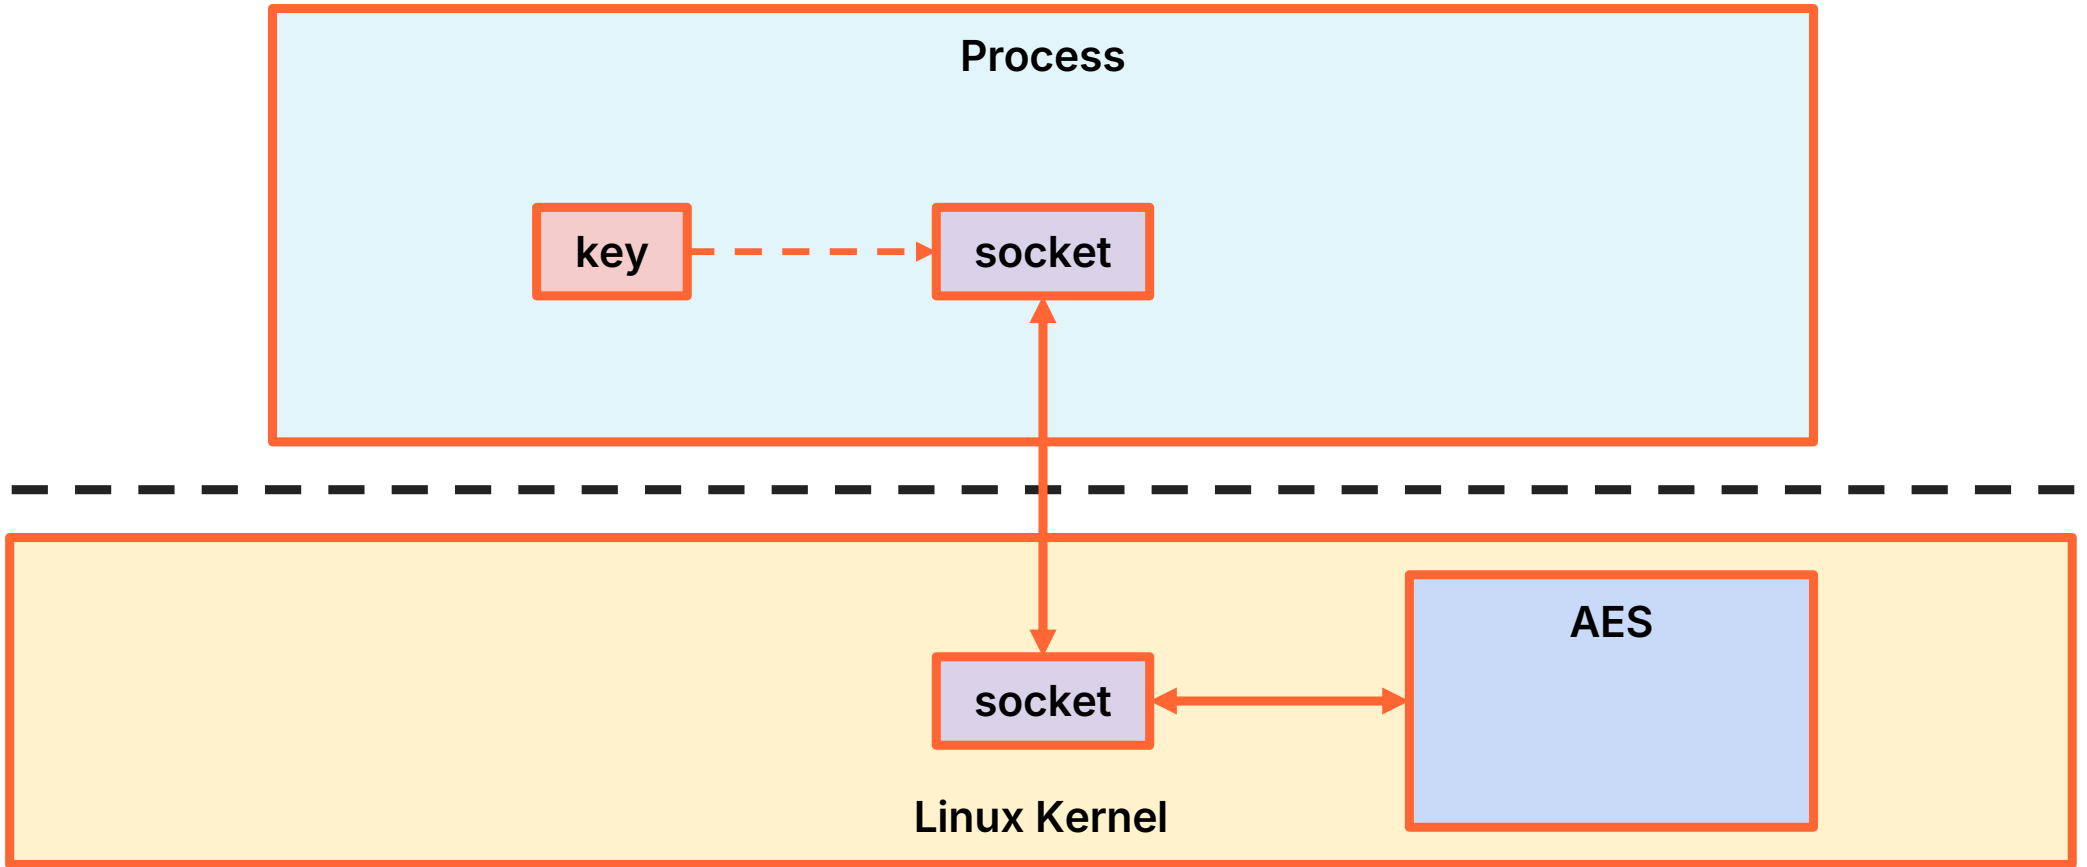 Process
key
socket
AES
socket
Linux Kernel